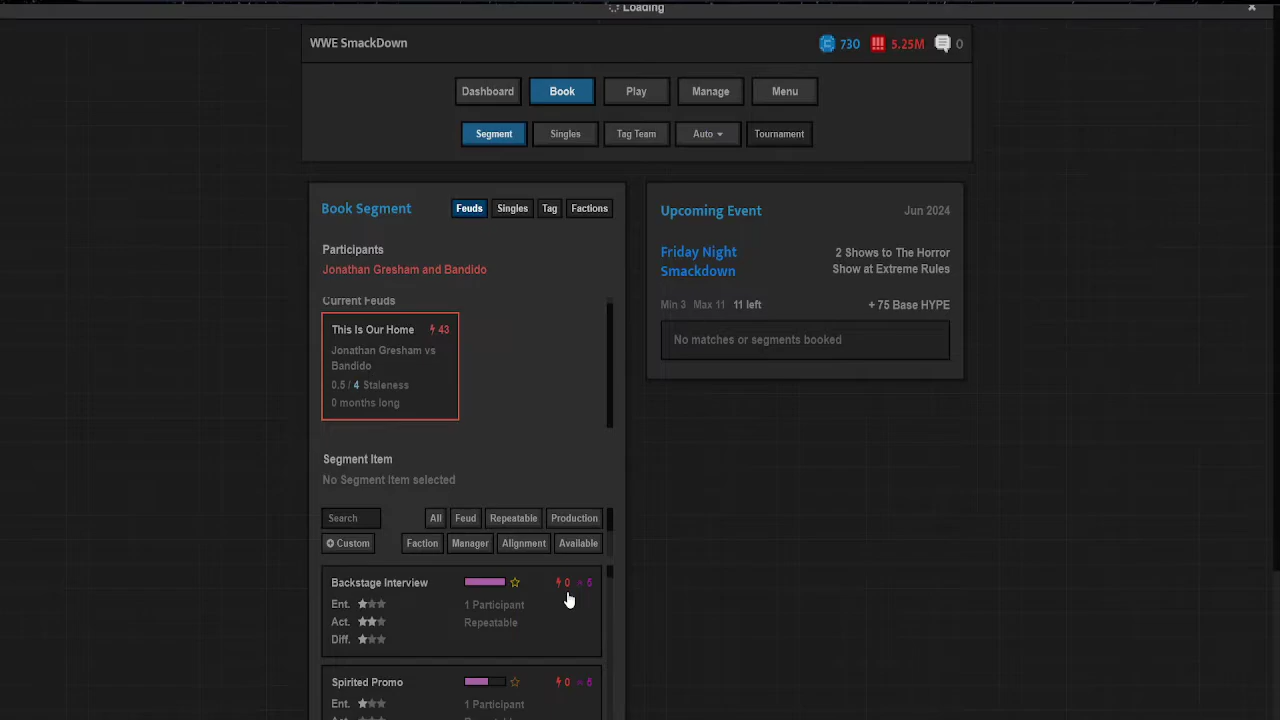 Loading
WWE SmackDown
730 5.25M 0
Dashboard Book Play Manage Menu
Segment Singles Tag Team Auto Tournament
Book Segment Feuds Singles Tag Factions
Participants
Jonathan Gresham and Bandido
Current Feuds
This Is Our Home 43
Jonathan Gresham vs
Bandido
0.5 / 4 Staleness
0 months long
Segment Item
No Segment Item selected
Search All Feud Repeatable Production
Custom Faction Manager Alignment Available
Backstage Interview 0 5
Ent. 1 Participant
Act. Repeatable
Diff.
Spirited Promo 0 5
Ent. 1 Participant
Act. Repeatable
Upcoming Event Jun 2024
Friday Night
Smackdown
2 Shows to The Horror
Show at Extreme Rules
Min 3 Max 11 11 left + 75 Base HYPE
No matches or segments booked